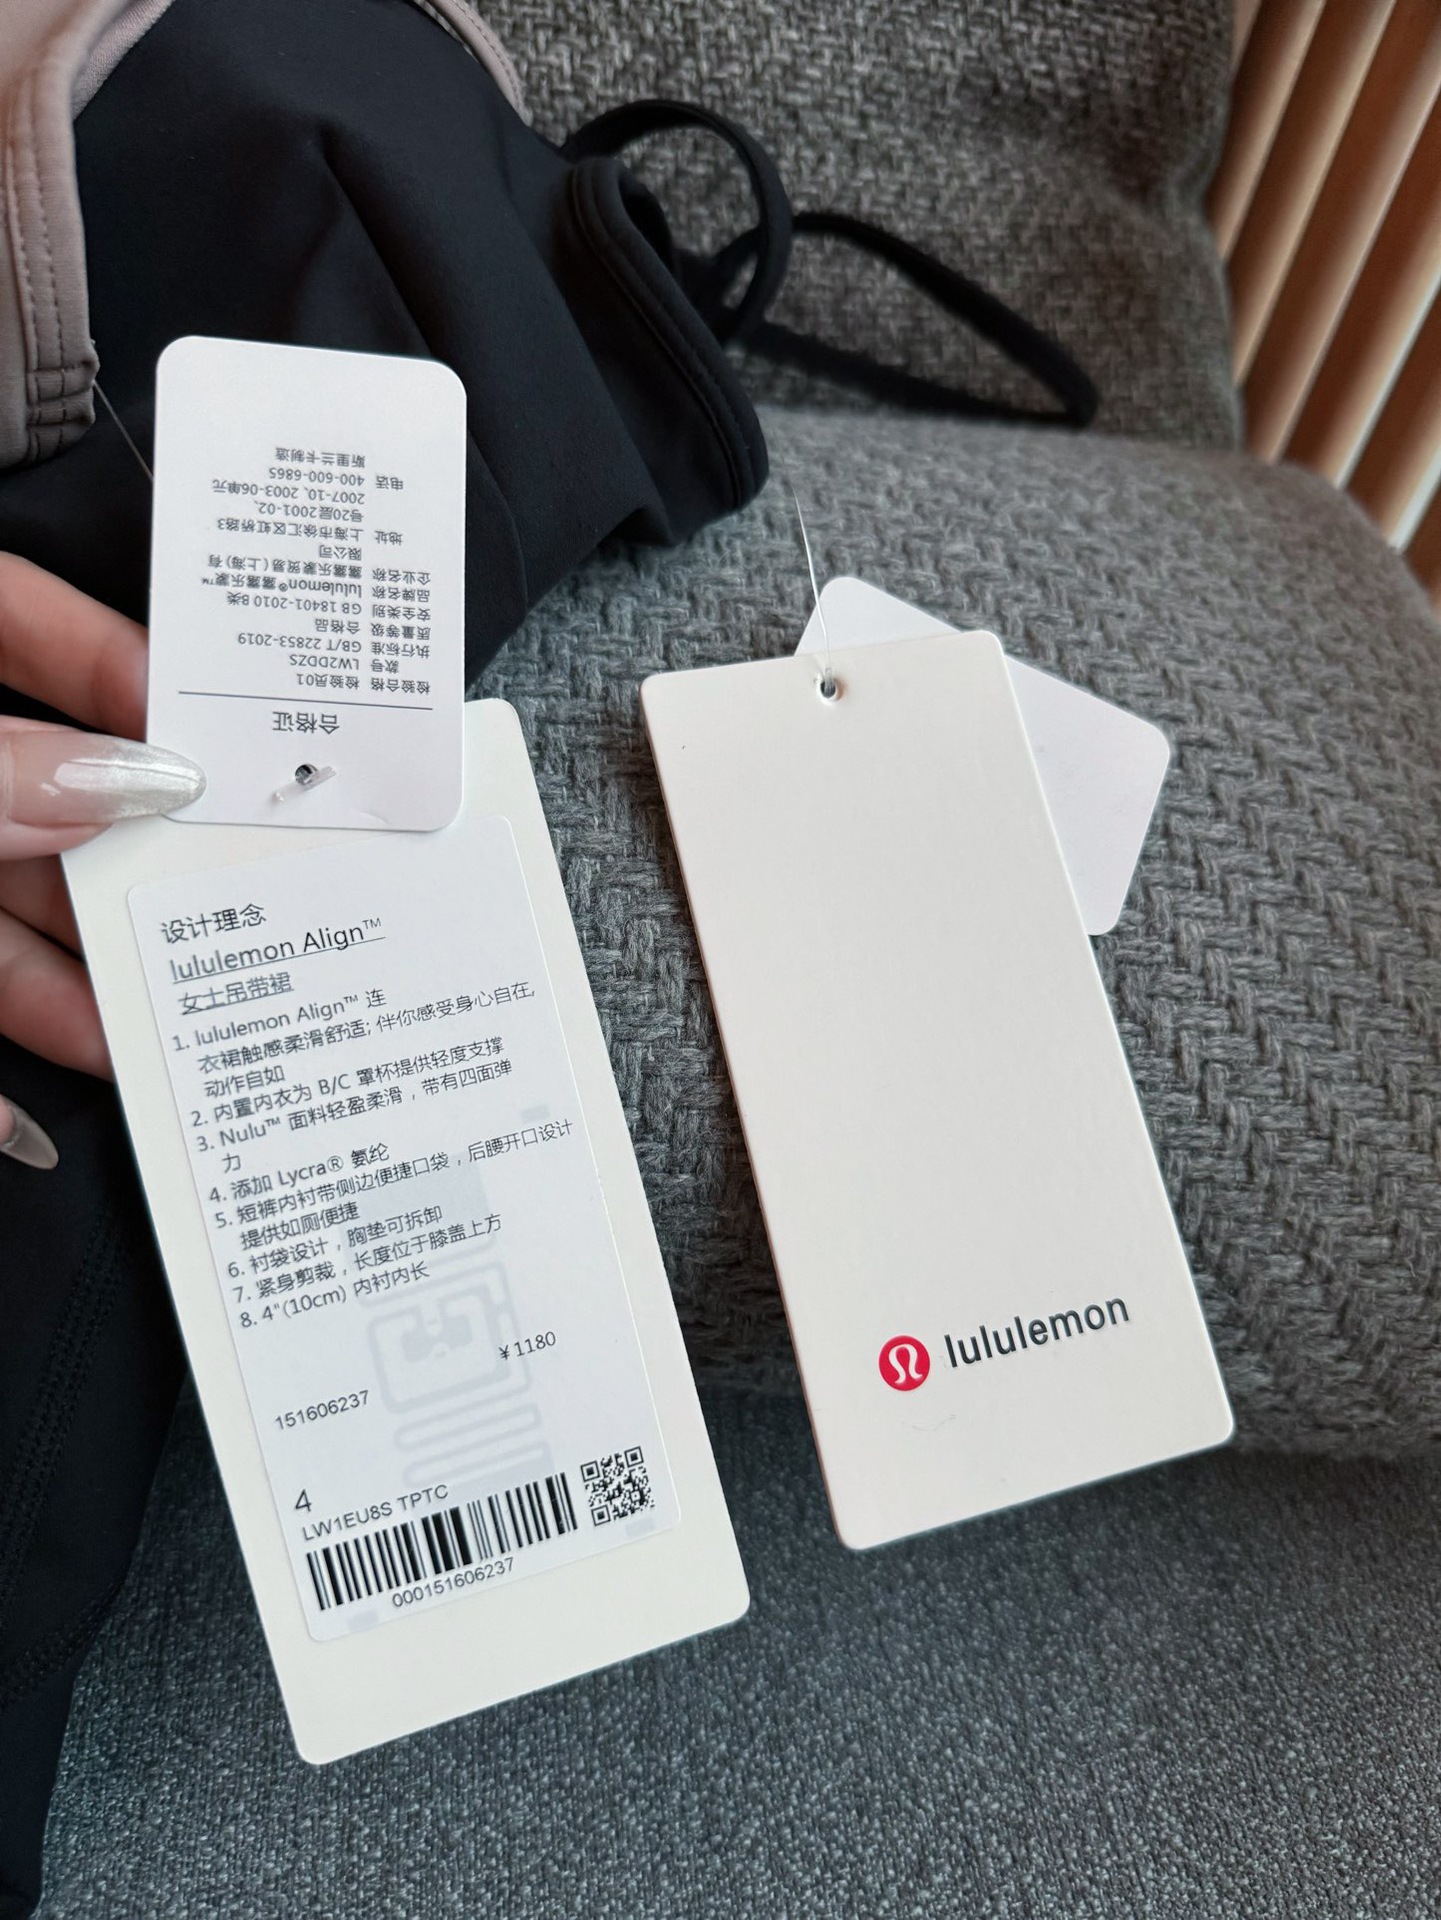 合格证
检验合格 检验员01
款号 LW2DDZS
执行标准 GB/T 22853-2019
质量等级 合格品
安全类别 GB 18401-2010 B类
品牌名称 lululemon®露露乐蒙™
企业名称 露露乐蒙贸易(上海)有
限公司
地址 上海市徐汇区虹桥路3
号20层2001-02、
2007-10、2003-06单元
电话 400-600-6865
斯里兰卡制造
设计理念
lululemon Align™
女士吊带裙
1. lululemon Align™ 连
衣裙触感柔滑舒适; 伴你感受身心自在,
动作自如
2. 内置内衣为 B/C 罩杯提供轻度支撑
3. Nulu™ 面料轻盈柔滑，带有四面弹
力
4. 添加 Lycra® 氨纶
5. 短裤内衬带侧边便捷口袋，后腰开口设计
提供如厕便捷
6. 衬袋设计，胸垫可拆卸
7. 紧身剪裁，长度位于膝盖上方
8. 4"(10cm) 内衬内长
¥1180
151606237
4
LW1EU8S TPTC
000151606237
lululemon